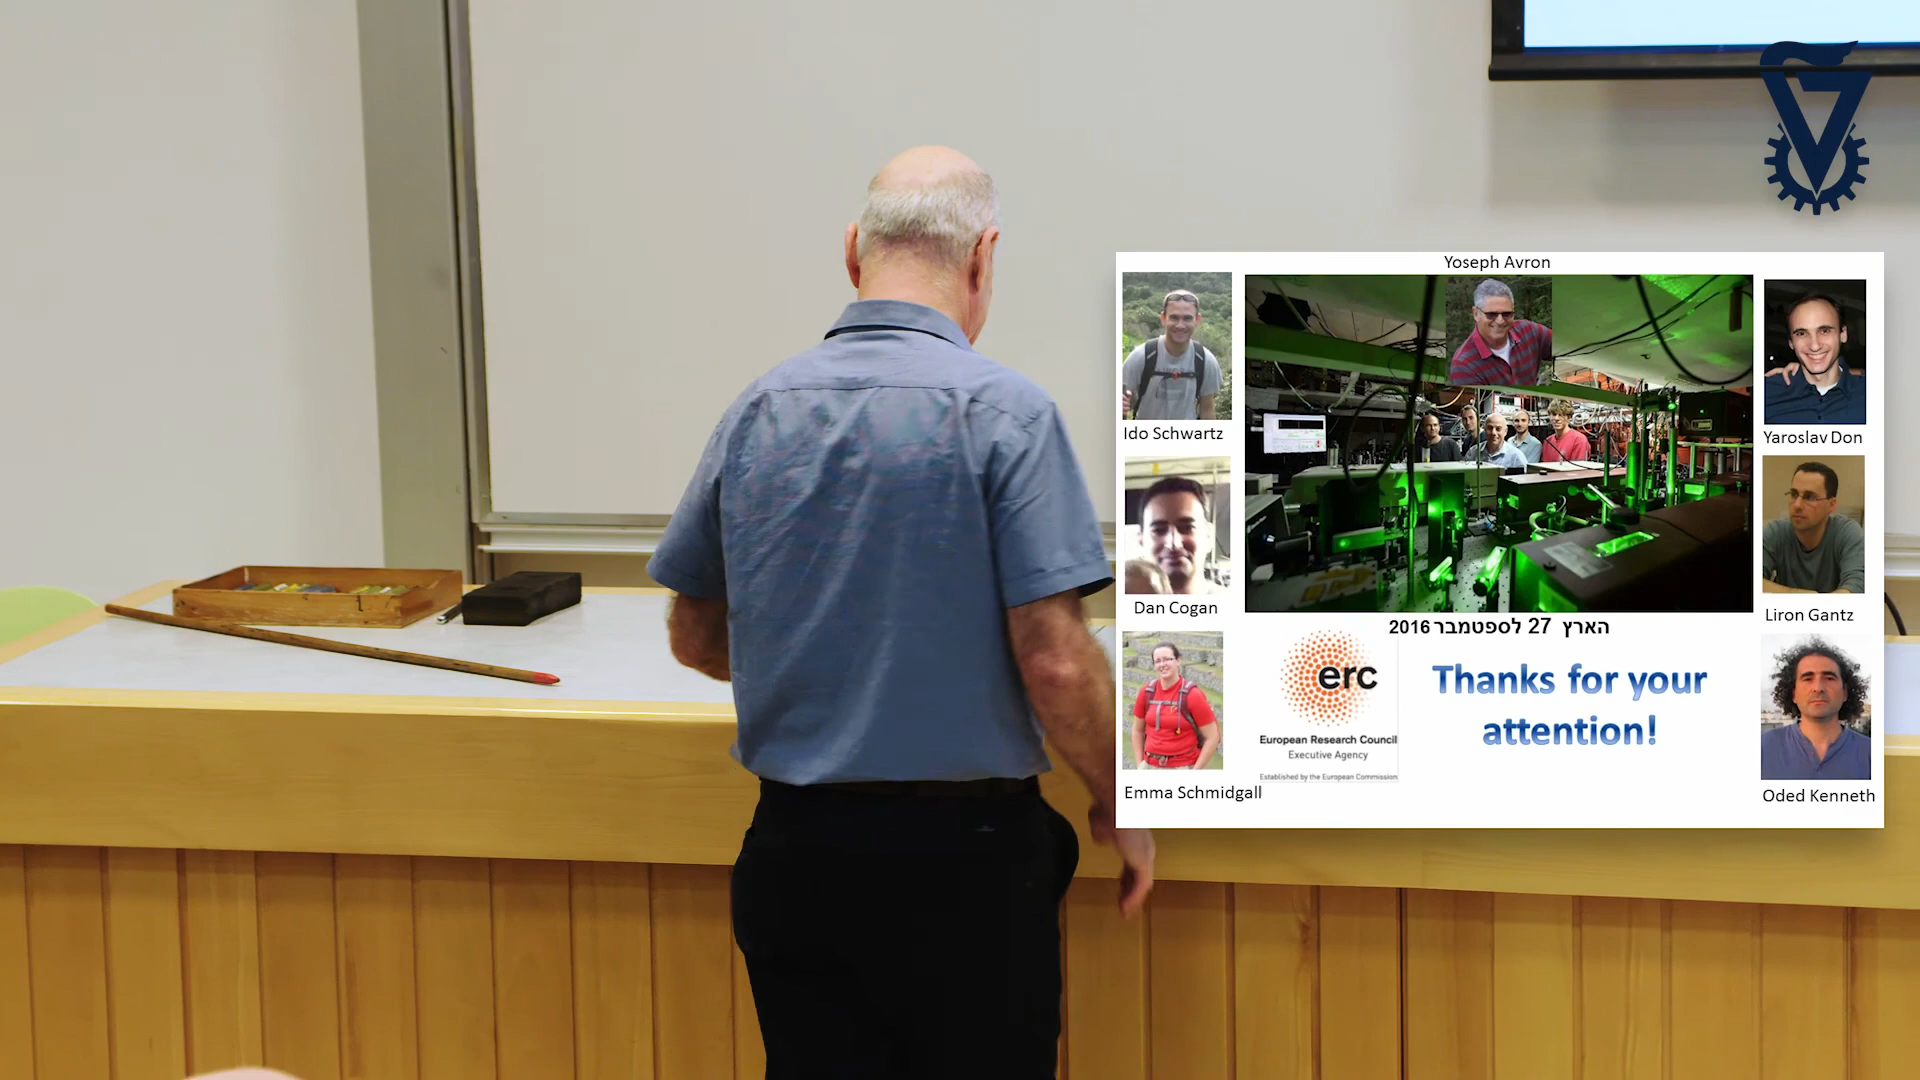 Yoseph Avron
Ido Schwartz
Yaroslav Don
Dan Cogan
Liron Gantz
הארץ 27 לספטמבר 2016
erc
European Research Council
Executive Agency
Established by the European Commission
Thanks for your
attention!
Emma Schmidgall
Oded Kenneth